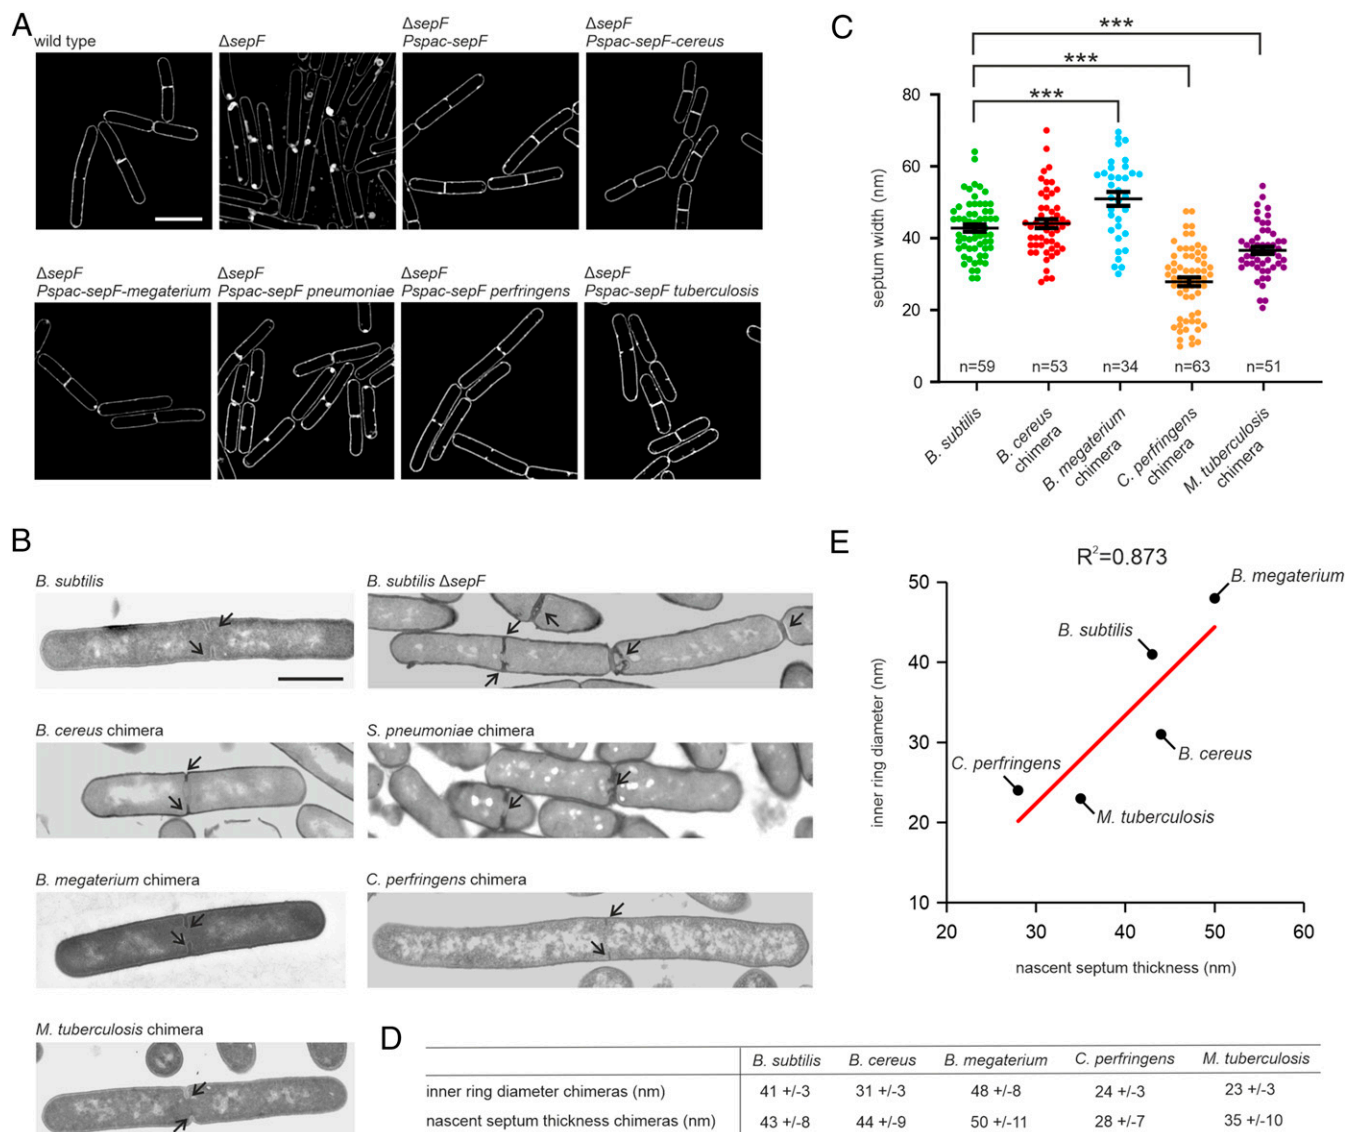 A
wild type
ΔsepF
ΔsepF
Pspac-sepF
ΔsepF
Pspac-sepF-cereus
ΔsepF
Pspac-sepF-megaterium
ΔsepF
Pspac-sepF pneumoniae
ΔsepF
Pspac-sepF perfringens
ΔsepF
Pspac-sepF tuberculosis
B
B. subtilis
B. subtilis ΔsepF
B. cereus chimera
S. pneumoniae chimera
B. megaterium chimera
C. perfringens chimera
M. tuberculosis chimera
C
***
***
***
septum width (nm)
80
60
40
20
0
n=59 n=53 n=34 n=63 n=51
B. subtilis
B. cereus
chimera
B. megaterium
chimera
C. perfringens
chimera
M. tuberculosis
chimera
E
R²=0.873
inner ring diameter (nm)
50
40
30
20
10
B. megaterium
B. subtilis
B. cereus
C. perfringens
M. tuberculosis
20 30 40 50 60
nascent septum thickness (nm)
D
B. subtilis B. cereus B. megaterium C. perfringens M. tuberculosis
inner ring diameter chimeras (nm) 41 +/-3 31 +/-3 48 +/-8 24 +/-3 23 +/-3
nascent septum thickness chimeras (nm) 43 +/-8 44 +/-9 50 +/-11 28 +/-7 35 +/-10